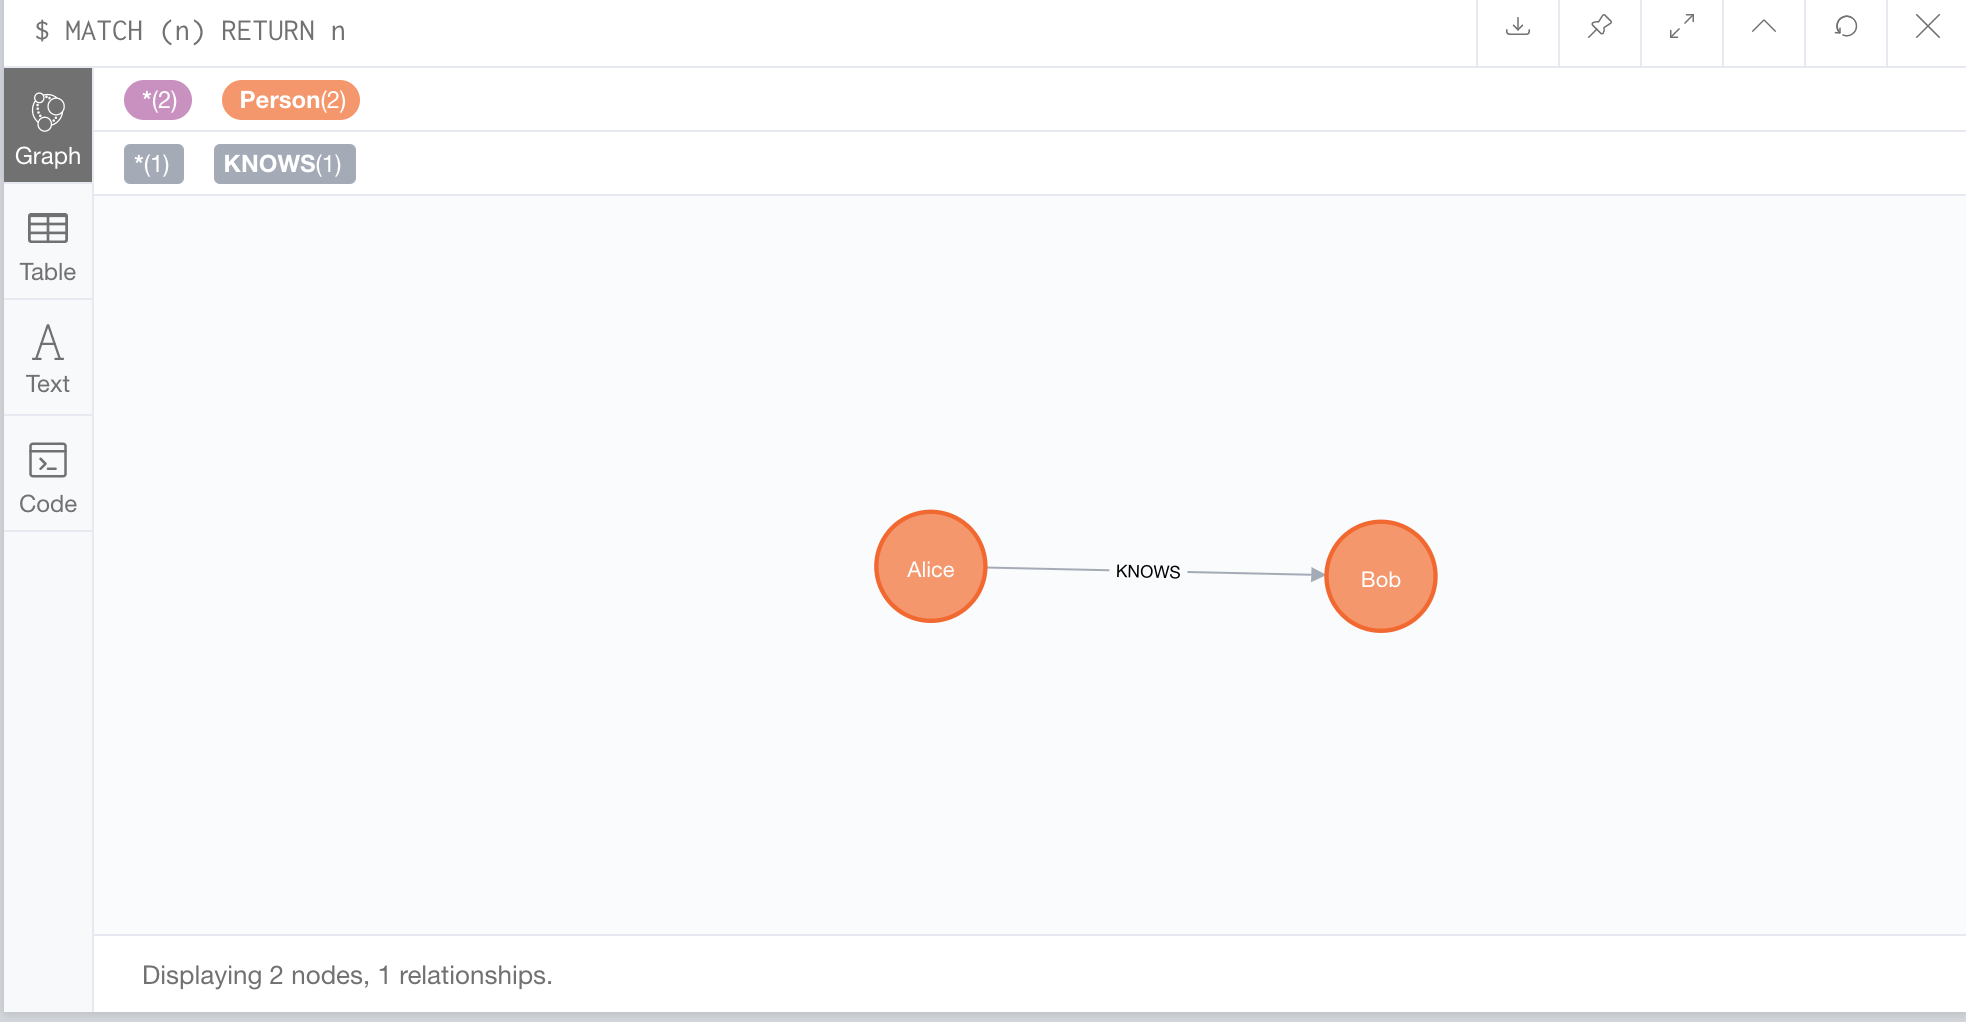 $ MATCH (n) RETURN n
*(2) Person(2)
*(1) KNOWS(1)
Graph
Table
Text
Code
Alice KNOWS Bob
Displaying 2 nodes, 1 relationships.